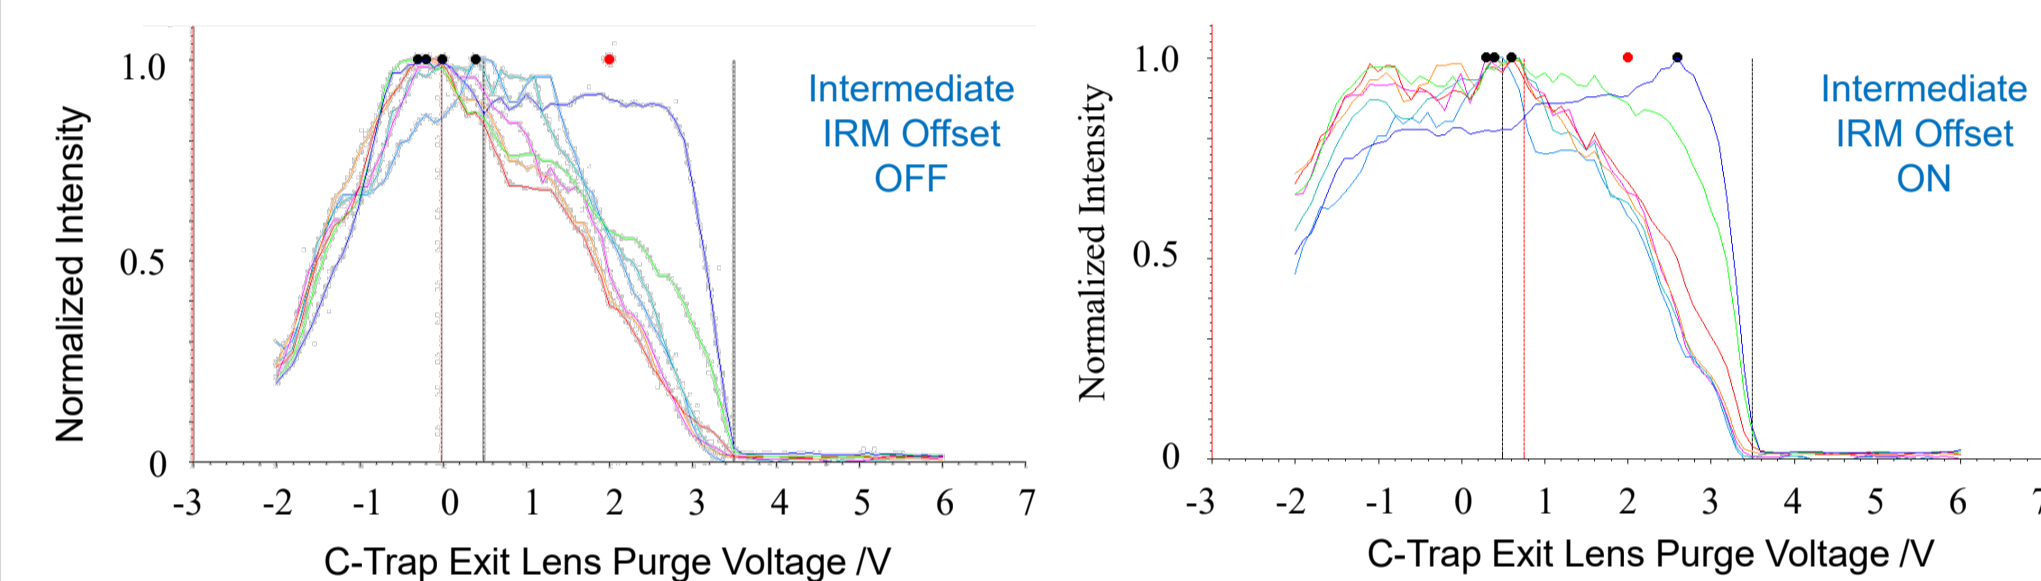 Normalized Intensity
1.0
0.5
0
-3 -2 -1 0 1 2 3 4 5 6 7
C-Trap Exit Lens Purge Voltage /V
Intermediate
IRM Offset
OFF
Normalized Intensity
1.0
0.5
0
-3 -2 -1 0 1 2 3 4 5 6 7
C-Trap Exit Lens Purge Voltage /V
Intermediate
IRM Offset
ON